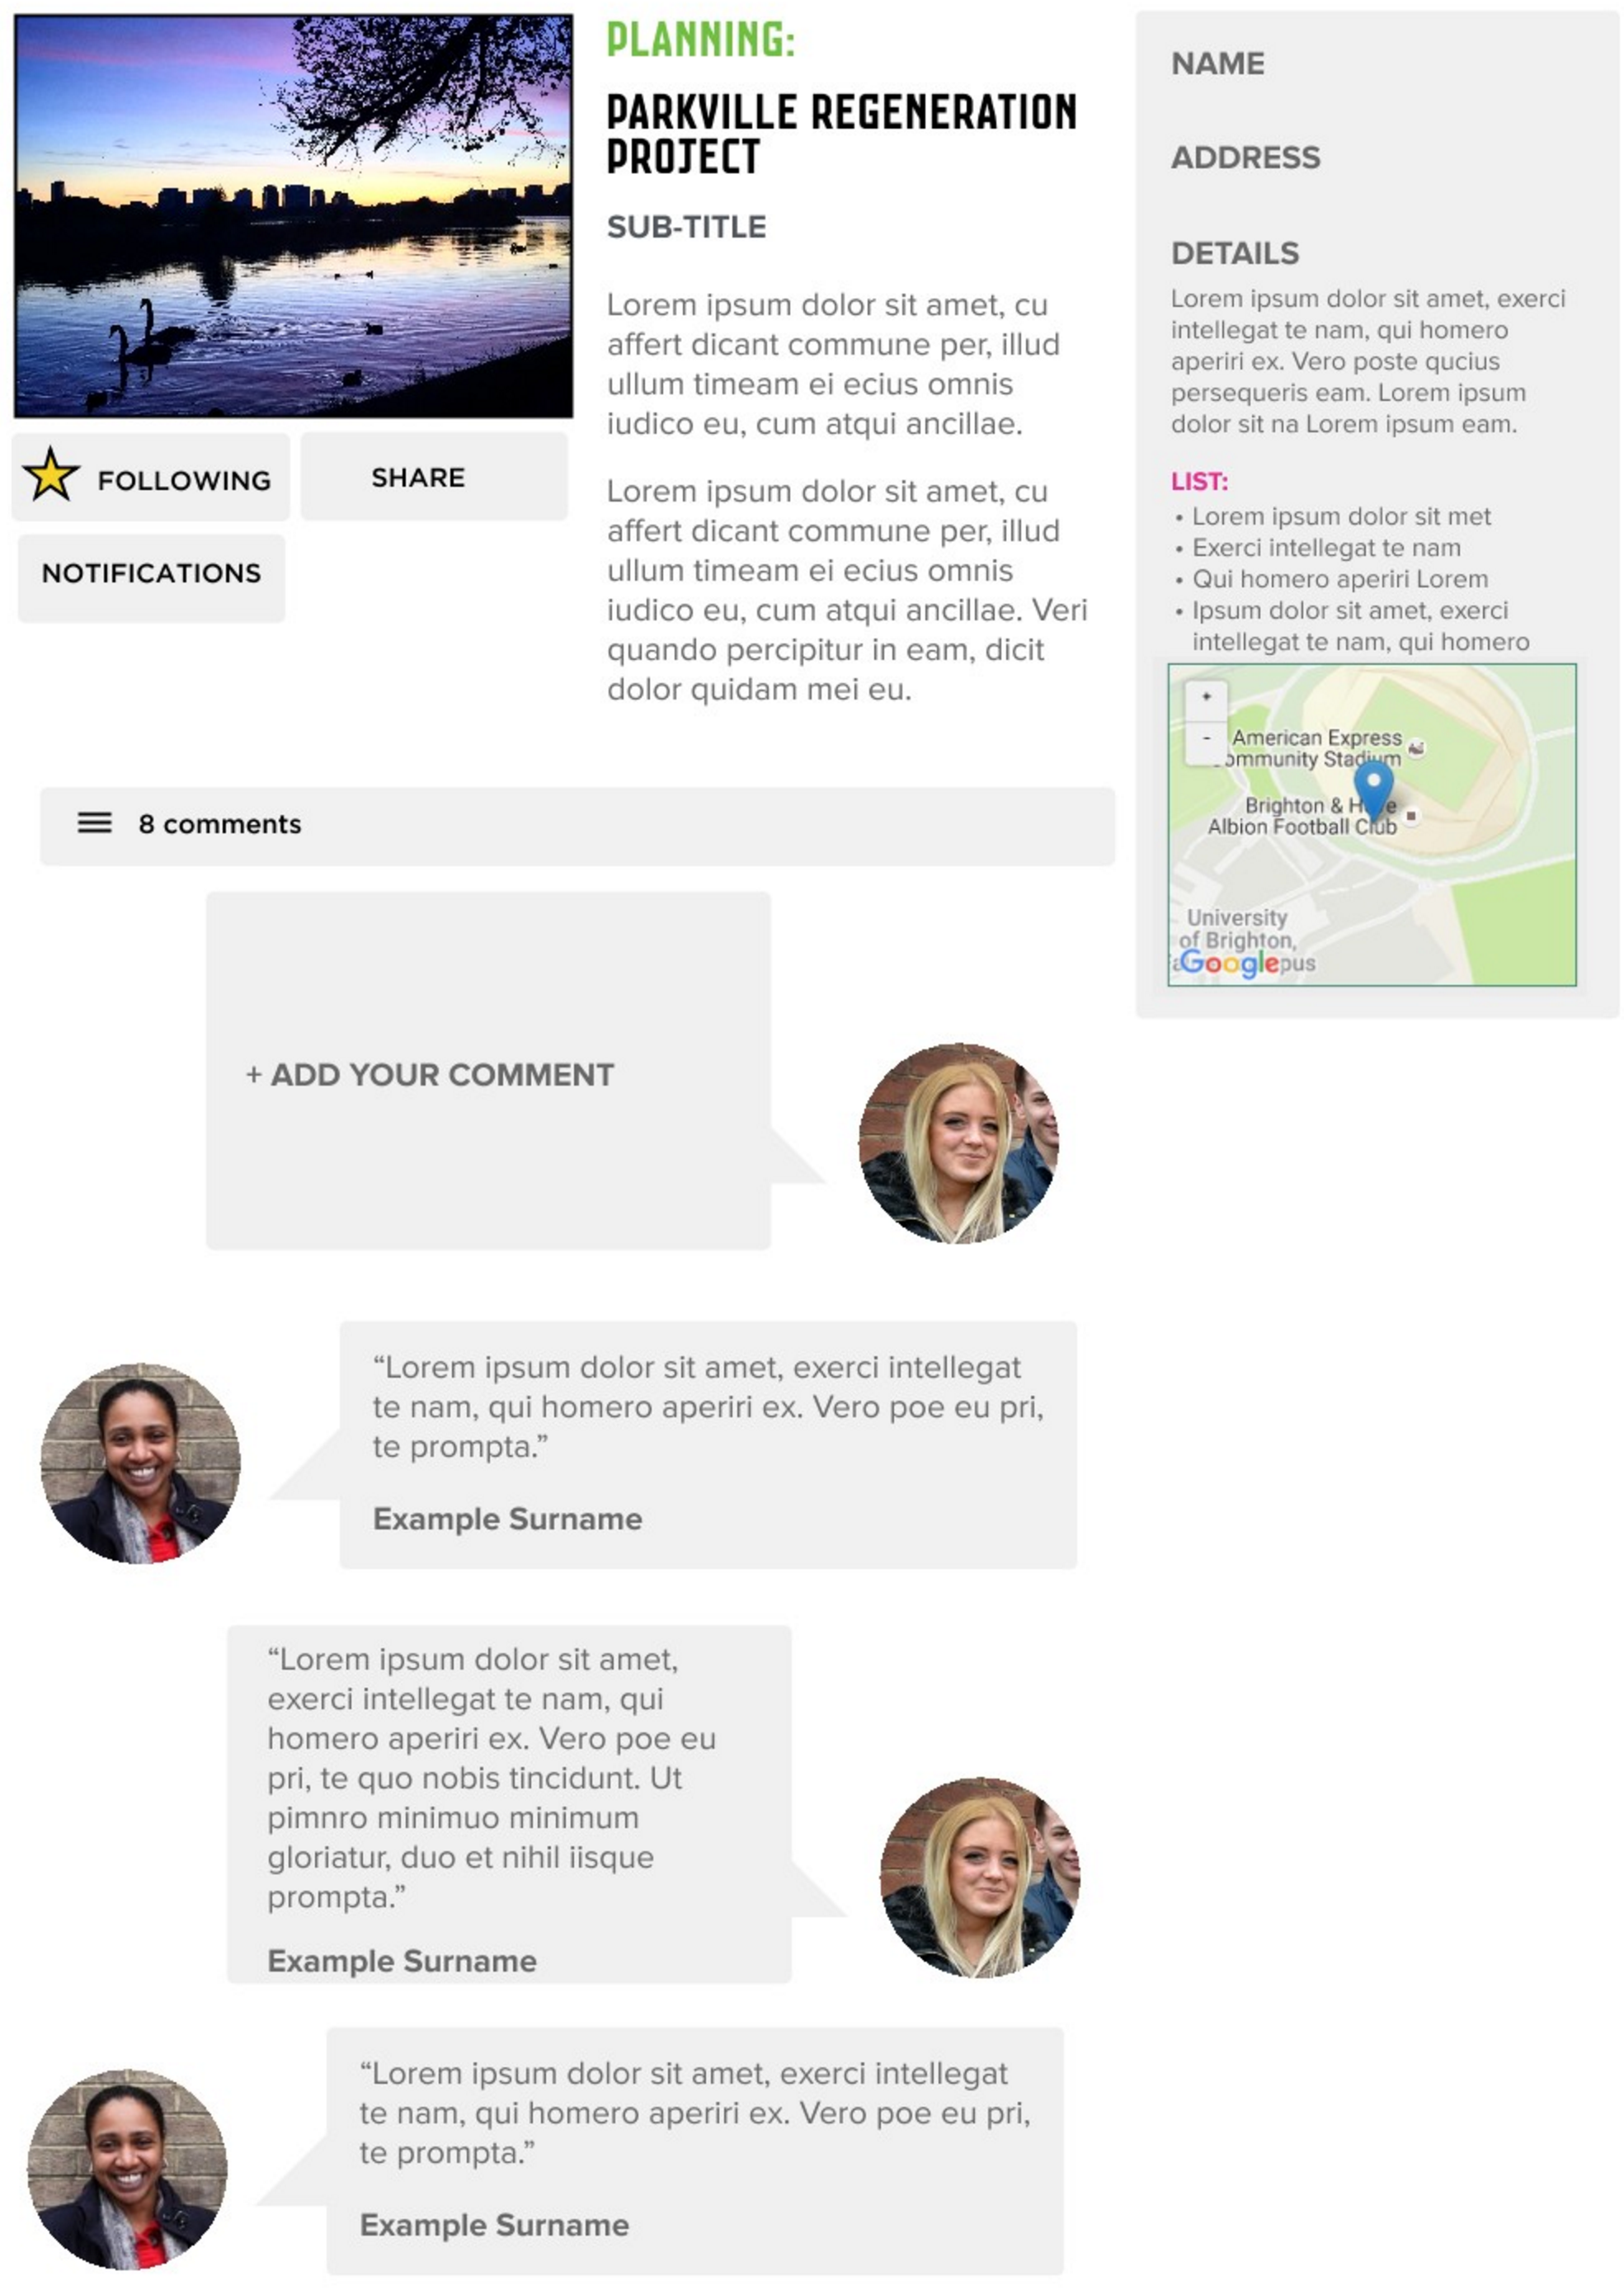 PLANNING:
PARKVILLE REGENERATION
PROJECT
SUB-TITLE
Lorem ipsum dolor sit amet, cu
affert dicant commune per, illud
ullum timeam ei ecius omnis
iudico eu, cum atqui ancillae.
Lorem ipsum dolor sit amet, cu
affert dicant commune per, illud
ullum timeam ei ecius omnis
iudico eu, cum atqui ancillae. Veri
quando percipitur in eam, dicit
dolor quidam mei eu.
FOLLOWING
SHARE
NOTIFICATIONS
NAME
ADDRESS
DETAILS
Lorem ipsum dolor sit amet, exerci
intellegat te nam, qui homero
aperiri ex. Vero poste qucius
persequeris eam. Lorem ipsum
dolor sit na Lorem ipsum eam.
LIST:
• Lorem ipsum dolor sit met
• Exerci intellegat te nam
• Qui homero aperiri Lorem
• Ipsum dolor sit amet, exerci
intellegat te nam, qui homero
+
-
American Express
ommunity Stadium
Brighton & H e
Albion Football Club
University
of Brighton,
Google pus
8 comments
+ ADD YOUR COMMENT
“Lorem ipsum dolor sit amet, exerci intellegat
te nam, qui homero aperiri ex. Vero poe eu pri,
te prompta.”
Example Surname
“Lorem ipsum dolor sit amet,
exerci intellegat te nam, qui
homero aperiri ex. Vero poe eu
pri, te quo nobis tincidunt. Ut
pimnro minimuo minimum
gloriatur, duo et nihil iisque
prompta.”
Example Surname
“Lorem ipsum dolor sit amet, exerci intellegat
te nam, qui homero aperiri ex. Vero poe eu pri,
te prompta.”
Example Surname